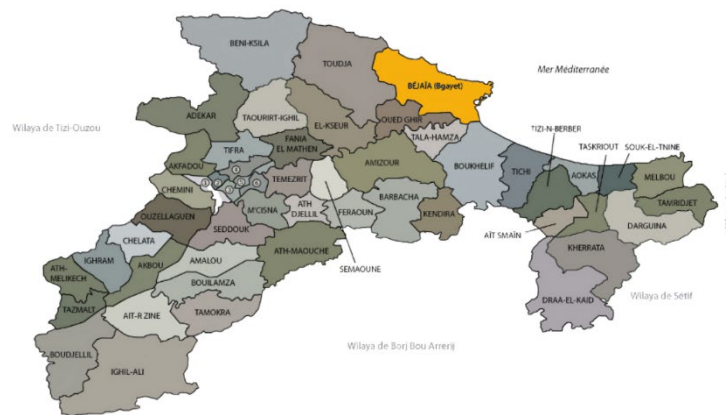 BENI-KSILA
TOUDJA
BÉJAÏA (Bgayet)
Mer Méditerranée
ADEKAR
TAOURIRT-IGHIL
EL-KSEUR
OUED GHIR
TALA-HAMZA
TIZI-N-BERBER
TASKRIOUT
SOUK-EL-TNINE
Wilaya de Tizi-Ouzou
TIFRA
FANIA
EL MATHEN
AKFADOU
CHEMINI
TEMEZRIT
AMIZOUR
BOUKHELIF
TICHI
AOKAS
MELBOU
OUZELLAGUEN
M'CISNA
ATH
DJELLIL
FERAOUN
BARBACHA
KENDIRA
TAMRIDJET
SEDDOUK
AÏT SMAÏN
DARGUINA
CHELATA
ATH-MAOUCHE
SEMAOUNE
KHERRATA
IGHRAM
AKBOU
AMALOU
ATH-
MELIKECH
BOUILAMZA
DRAA-EL-KAID
Wilaya de Sétif
TAZMALT
AIT-R ZINE
TAMOKRA
Wilaya de Borj Bou Arrerij
BOUDJELLIL
IGHIL-ALI